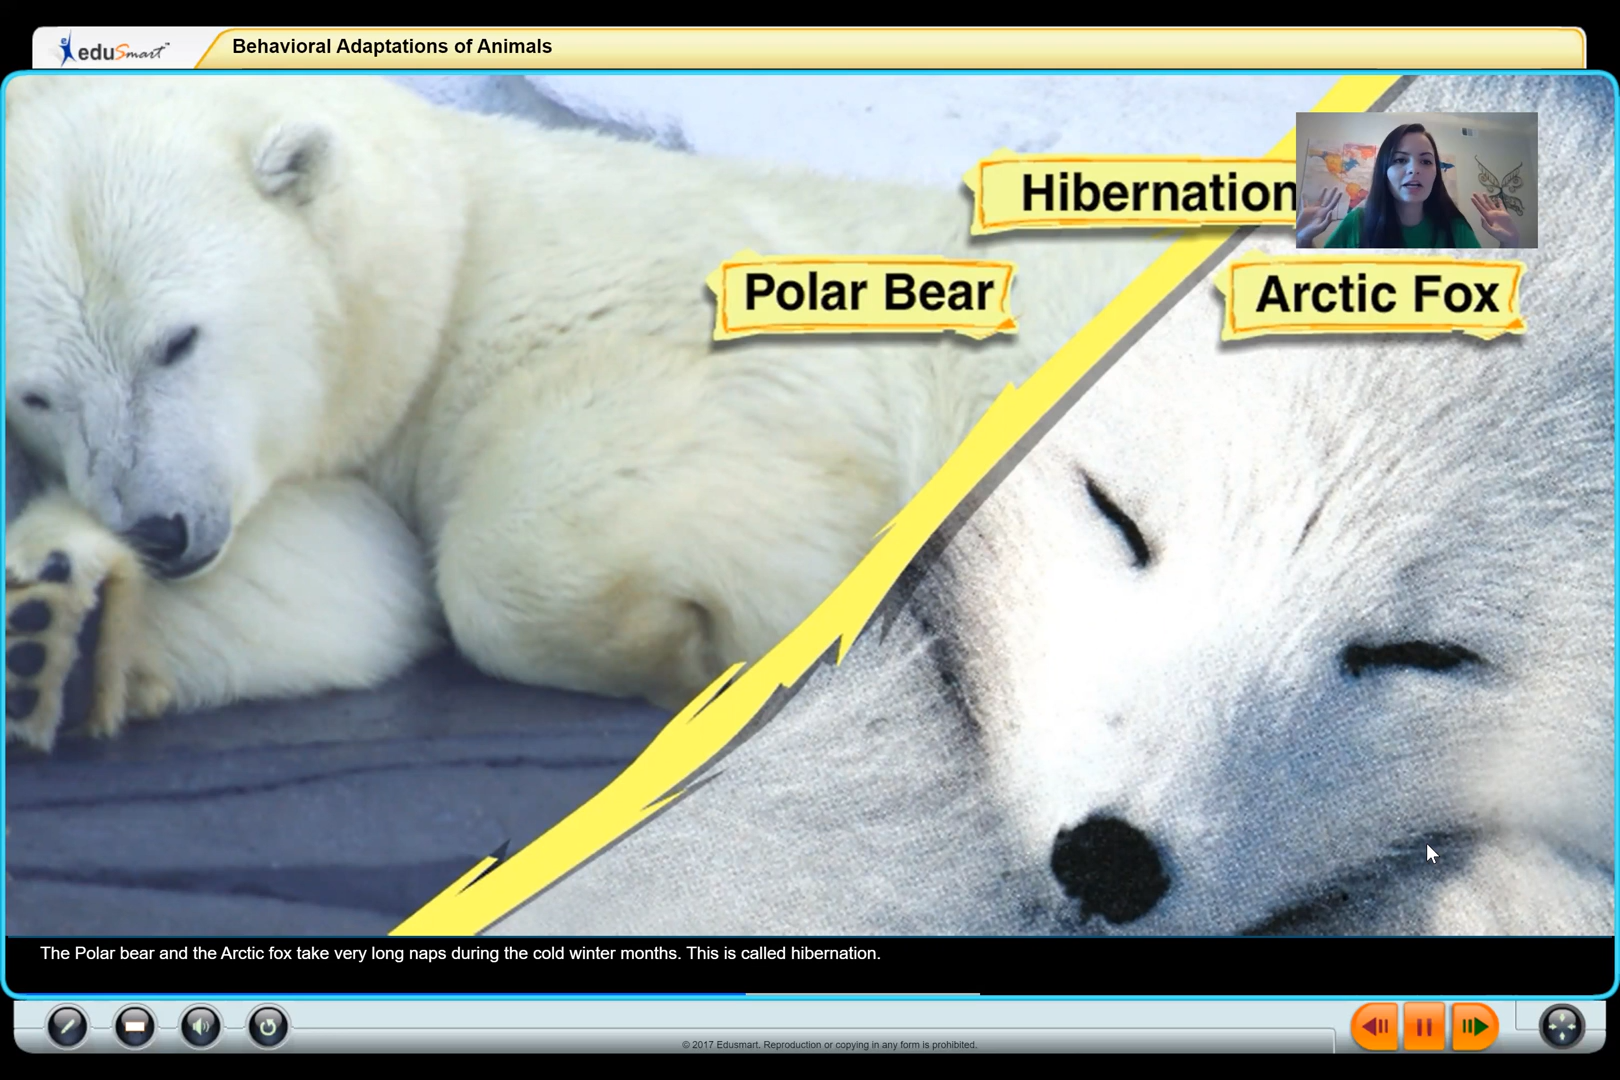 eduSmart
Behavioral Adaptations of Animals
Hibernation
Polar Bear
Arctic Fox
The Polar bear and the Arctic fox take very long naps during the cold winter months. This is called hibernation.
© 2017 Edusmart. Reproduction or copying in any form is prohibited.